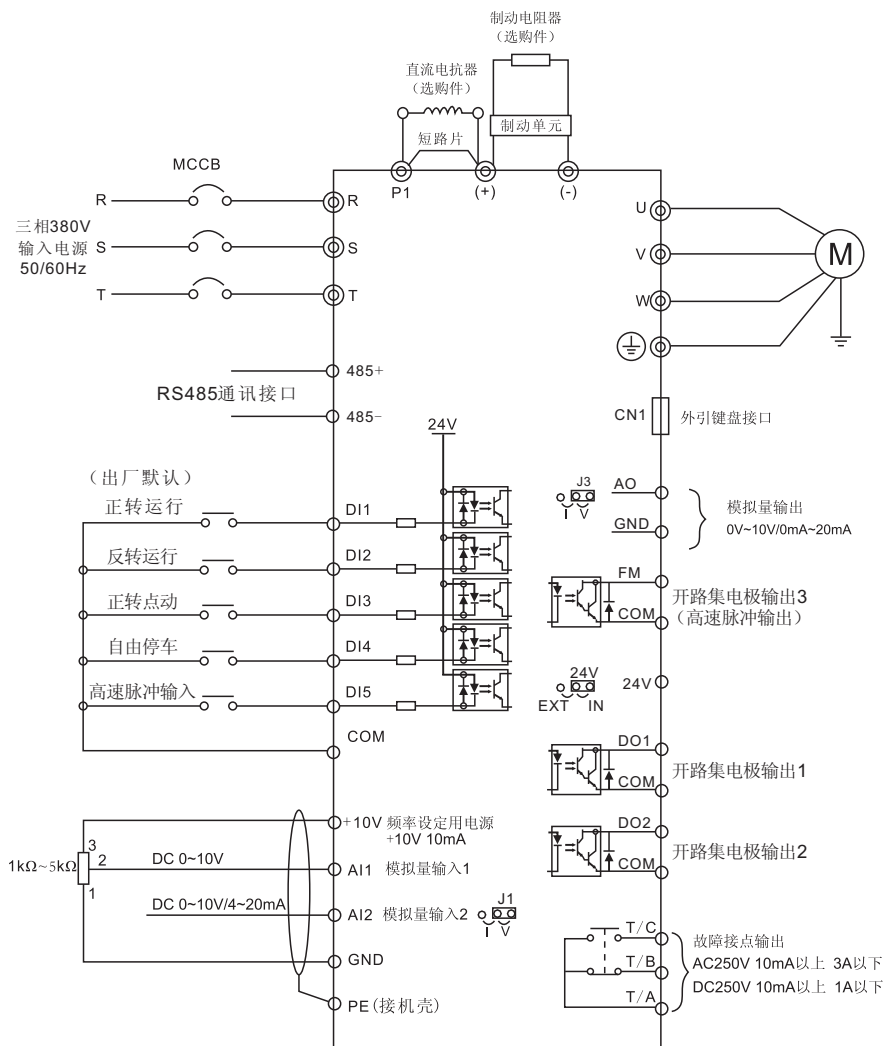 制动电阻器
（选购件）
直流电抗器
（选购件）
制动单元
短路片
P1
(+)
(-)
MCCB
R
R
三相380V
输入电源
50/60Hz
S
S
T
T
U
V
W
M
485+
RS485通讯接口
485-
CN1
外引键盘接口
24V
（出厂默认）
正转运行
DI1
反转运行
DI2
正转点动
DI3
自由停车
DI4
高速脉冲输入
DI5
COM
J3
I V
AO
GND
模拟量输出
0V~10V/0mA~20mA
FM
COM
开路集电极输出3
（高速脉冲输出）
24V
EXT IN
24V
DO1
COM
开路集电极输出1
DO2
COM
开路集电极输出2
+10V 频率设定用电源
+10V 10mA
3
2
1
1kΩ~5kΩ
DC 0~10V
AI1 模拟量输入1
DC 0~10V/4~20mA
AI2 模拟量输入2
J1
I V
GND
PE(接机壳)
T/C
T/B
T/A
故障接点输出
AC250V 10mA以上 3A以下
DC250V 10mA以上 1A以下